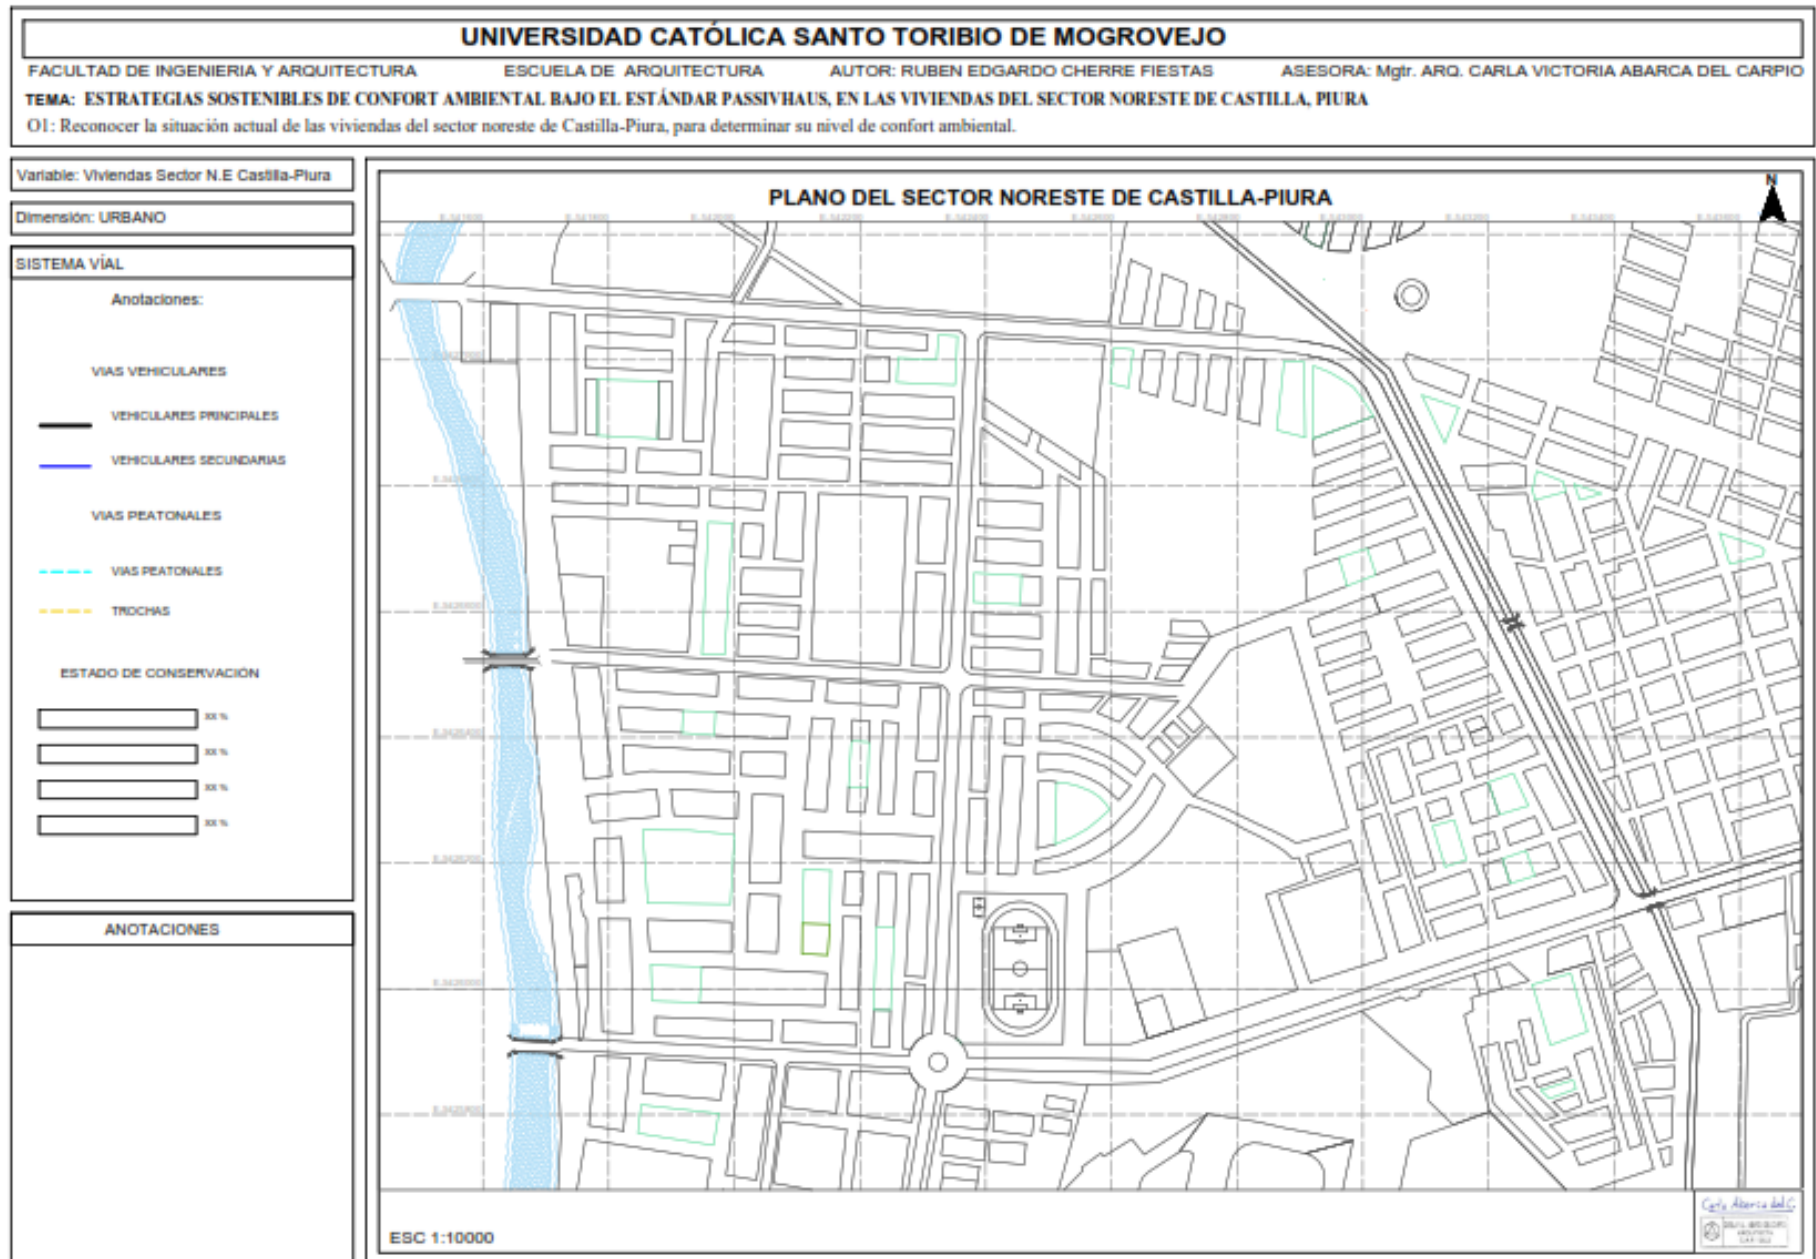 UNIVERSIDAD CATÓLICA SANTO TORIBIO DE MOGROVEJO
FACULTAD DE INGENIERIA Y ARQUITECTURA ESCUELA DE ARQUITECTURA AUTOR: RUBEN EDGARDO CHERRE FIESTAS ASESORA: Mgtr. ARQ. CARLA VICTORIA ABARCA DEL CARPIO
TEMA: ESTRATEGIAS SOSTENIBLES DE CONFORT AMBIENTAL BAJO EL ESTÁNDAR PASSIVHAUS, EN LAS VIVIENDAS DEL SECTOR NORESTE DE CASTILLA, PIURA
O1: Reconocer la situación actual de las viviendas del sector noreste de Castilla-Piura, para determinar su nivel de confort ambiental.
Variable: Viviendas Sector N.E Castilla-Piura
Dimensión: URBANO
SISTEMA VÍAL
Anotaciones:
VIAS VEHICULARES
VEHICULARES PRINCIPALES
VEHICULARES SECUNDARIAS
VIAS PEATONALES
VIAS PEATONALES
TROCHAS
ESTADO DE CONSERVACIÓN
XX %
XX %
XX %
XX %
ANOTACIONES
PLANO DEL SECTOR NORESTE DE CASTILLA-PIURA
N
ESC 1:10000